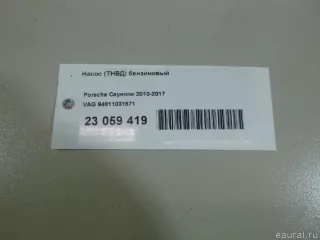 Насос (ТНВД) бензиновый
Porsche Cayenne 2010-2017
VAG 94811031571
23 059 419
© eaural.ru